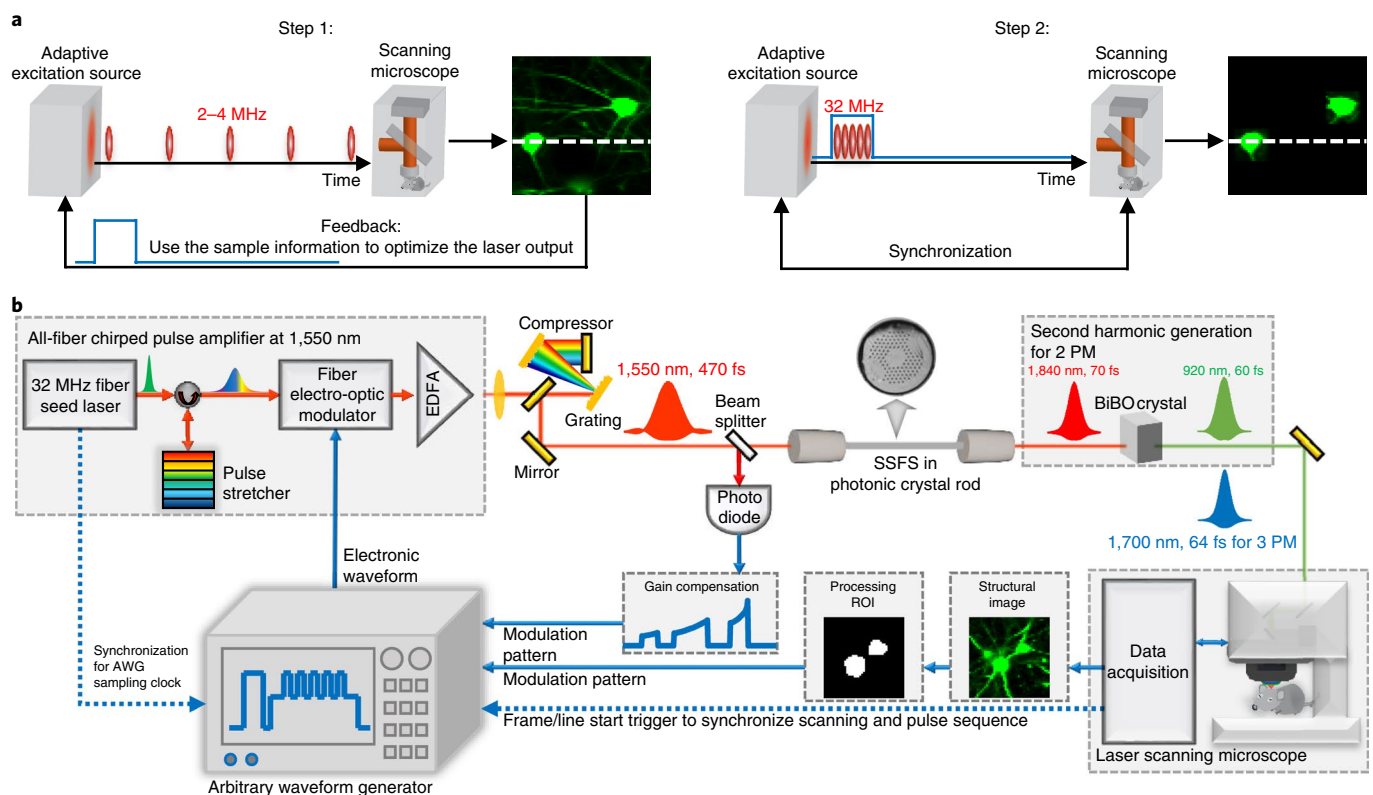 a
Step 1:
Step 2:
Adaptive
excitation source
Scanning
microscope
2–4 MHz
Time
Feedback:
Use the sample information to optimize the laser output
Adaptive
excitation source
Scanning
microscope
32 MHz
Time
Synchronization
b
All-fiber chirped pulse amplifier at 1,550 nm
32 MHz fiber
seed laser
Pulse
stretcher
Fiber
electro-optic
modulator
EDFA
Compressor
Grating
Mirror
1,550 nm, 470 fs
Beam
splitter
Photo
diode
SSFS in
photonic crystal rod
Second harmonic generation
for 2 PM
1,840 nm, 70 fs
920 nm, 60 fs
BiBO crystal
1,700 nm, 64 fs for 3 PM
Electronic
waveform
Gain compensation
Processing
ROI
Structural
image
Data
acquisition
Modulation
pattern
Modulation pattern
Synchronization
for AWG
sampling clock
Frame/line start trigger to synchronize scanning and pulse sequence
Laser scanning microscope
Arbitrary waveform generator